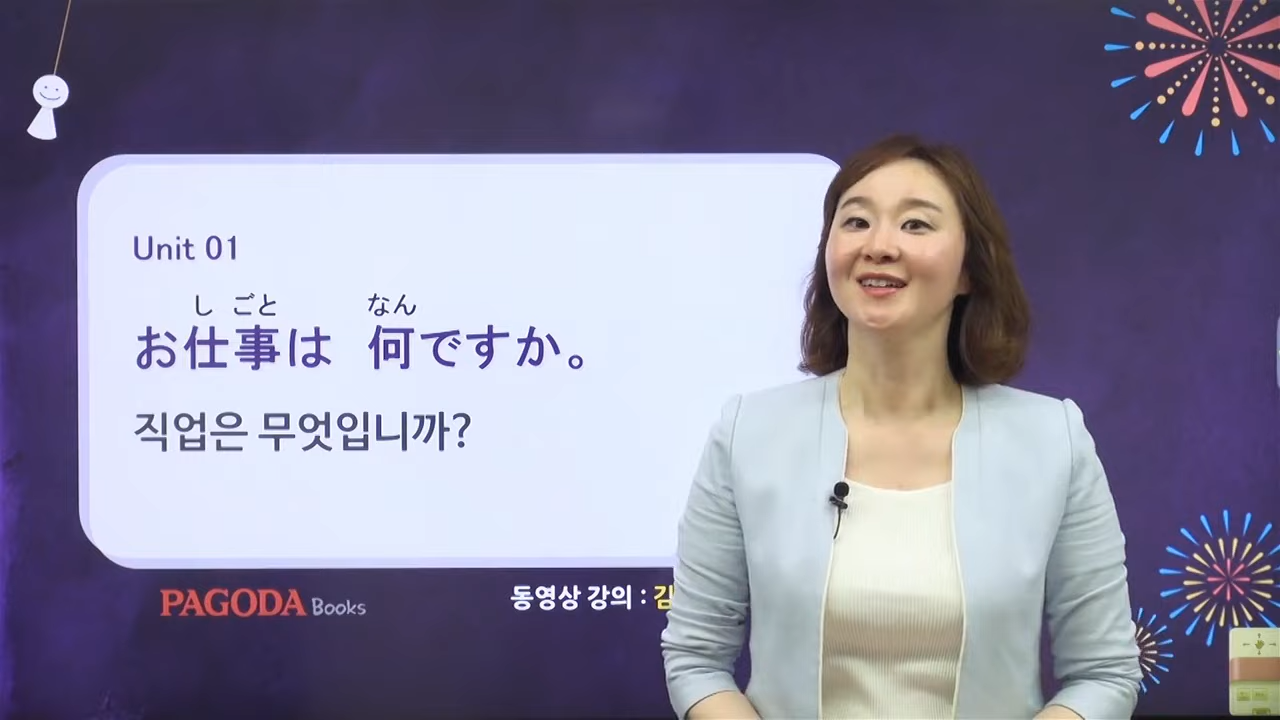 Unit 01
し ごと なん
お仕事は 何ですか。
직업은 무엇입니까?
PAGODA Books
동영상 강의 : 김